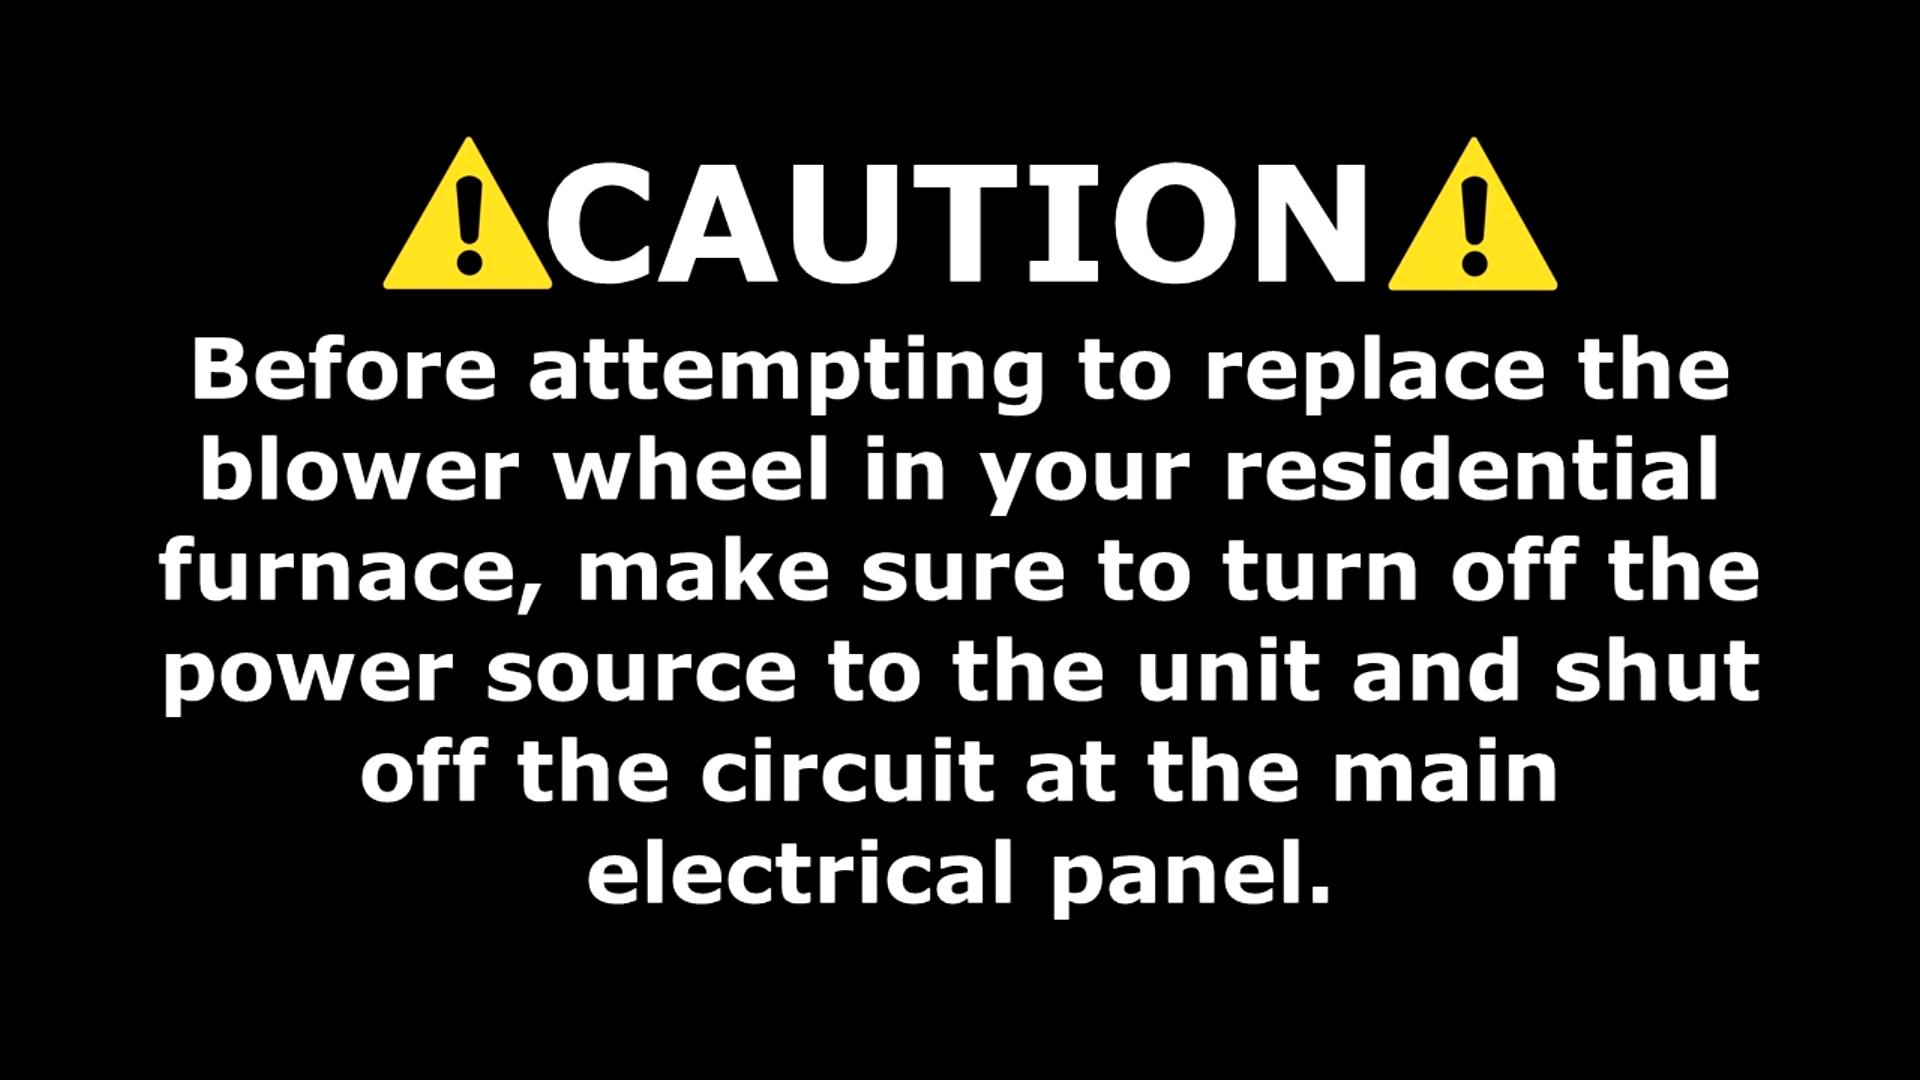 CAUTION
Before attempting to replace the
blower wheel in your residential
furnace, make sure to turn off the
power source to the unit and shut
off the circuit at the main
electrical panel.